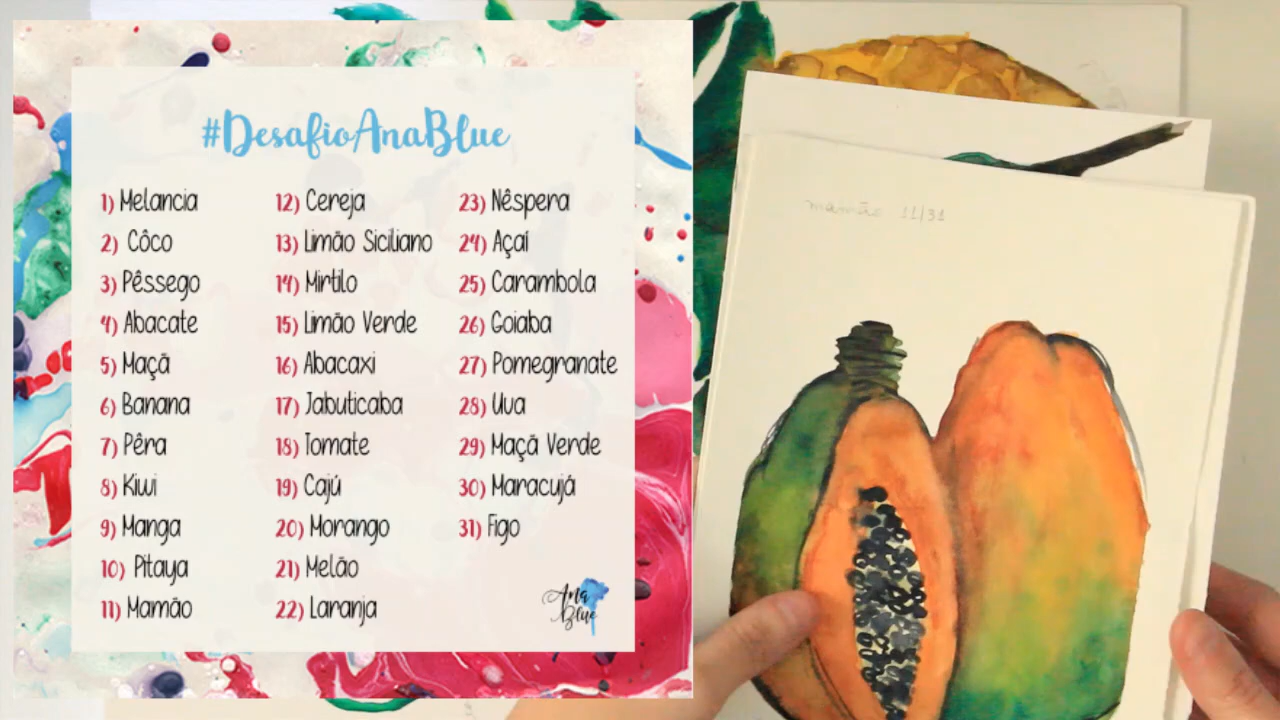 #DesafioAnaBlue
1) Melancia
2) Côco
3) Pêssego
4) Abacate
5) Maçã
6) Banana
7) Pêra
8) Kiwi
9) Manga
10) Pitaya
11) Mamão
12) Cereja
13) Limão Siciliano
14) Mirtilo
15) Limão Verde
16) Abacaxi
17) Jabuticaba
18) Tomate
19) Cajú
20) Morango
21) Melão
22) Laranja
23) Nêspera
24) Açaí
25) Carambola
26) Goiaba
27) Pomegranate
28) Uva
29) Maçã Verde
30) Maracujá
31) Figo
Ana
Blue
mamão 11/31